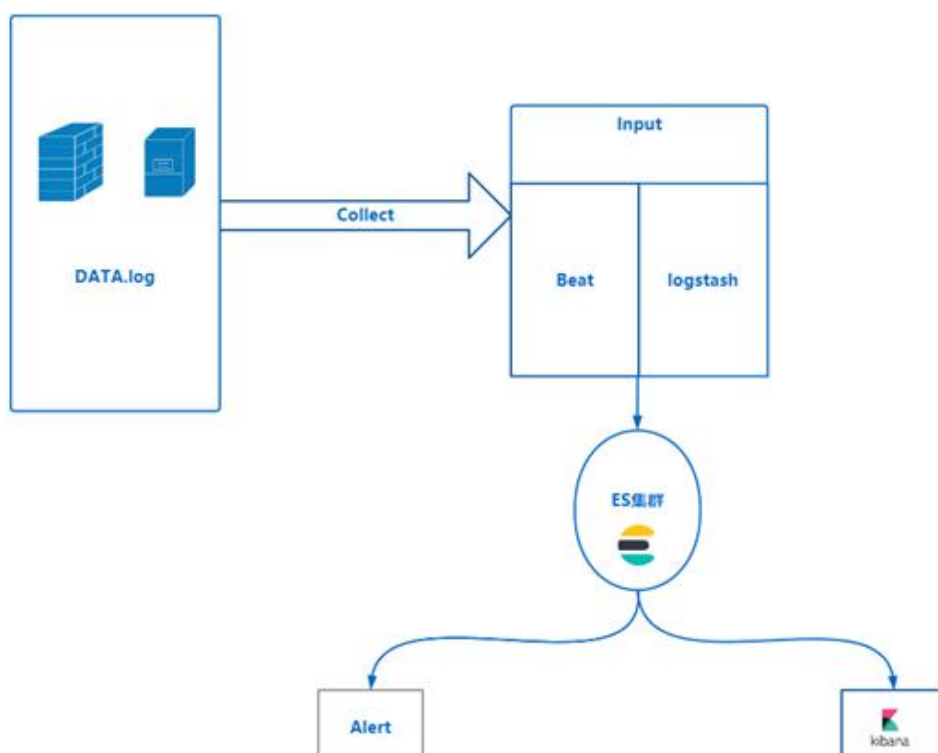 Input
Collect
DATA.log
Beat
logstash
ES集群
Alert
kibana